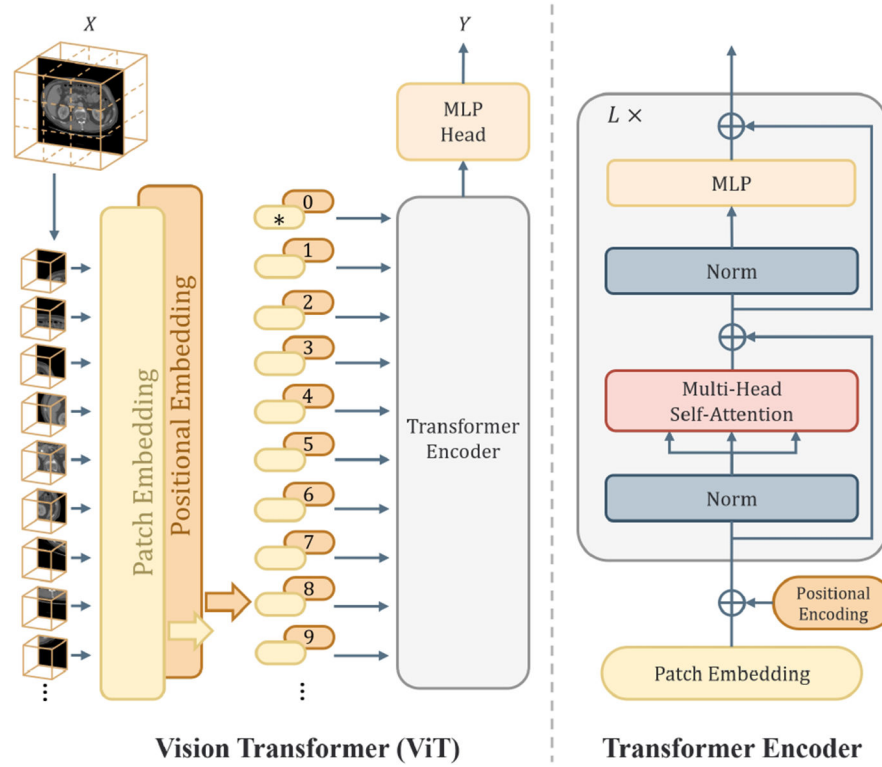 X
Y
MLP
Head
0
*
1
2
3
4
5
6
7
8
9
Patch Embedding
Positional Embedding
Transformer
Encoder
⋮
⋮
Vision Transformer (ViT)
L ×
MLP
Norm
Multi-Head
Self-Attention
Norm
Positional
Encoding
Patch Embedding
Transformer Encoder